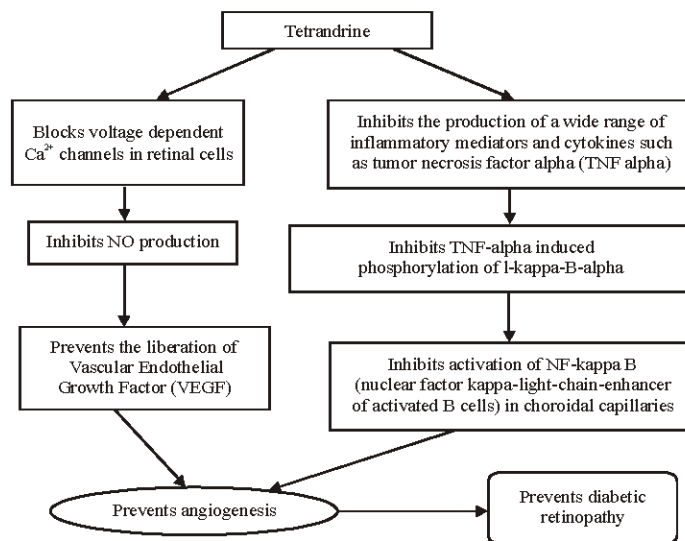 Tetrandrine
Blocks voltage dependent
Ca²⁺ channels in retinal cells
Inhibits NO production
Prevents the liberation of
Vascular Endothelial
Growth Factor (VEGF)
Inhibits the production of a wide range of
inflammatory mediators and cytokines such
as tumor necrosis factor alpha (TNF alpha)
Inhibits TNF-alpha induced
phosphorylation of l-kappa-B-alpha
Inhibits activation of NF-kappa B
(nuclear factor kappa-light-chain-enhancer
of activated B cells) in choroidal capillaries
Prevents angiogenesis
Prevents diabetic
retinopathy